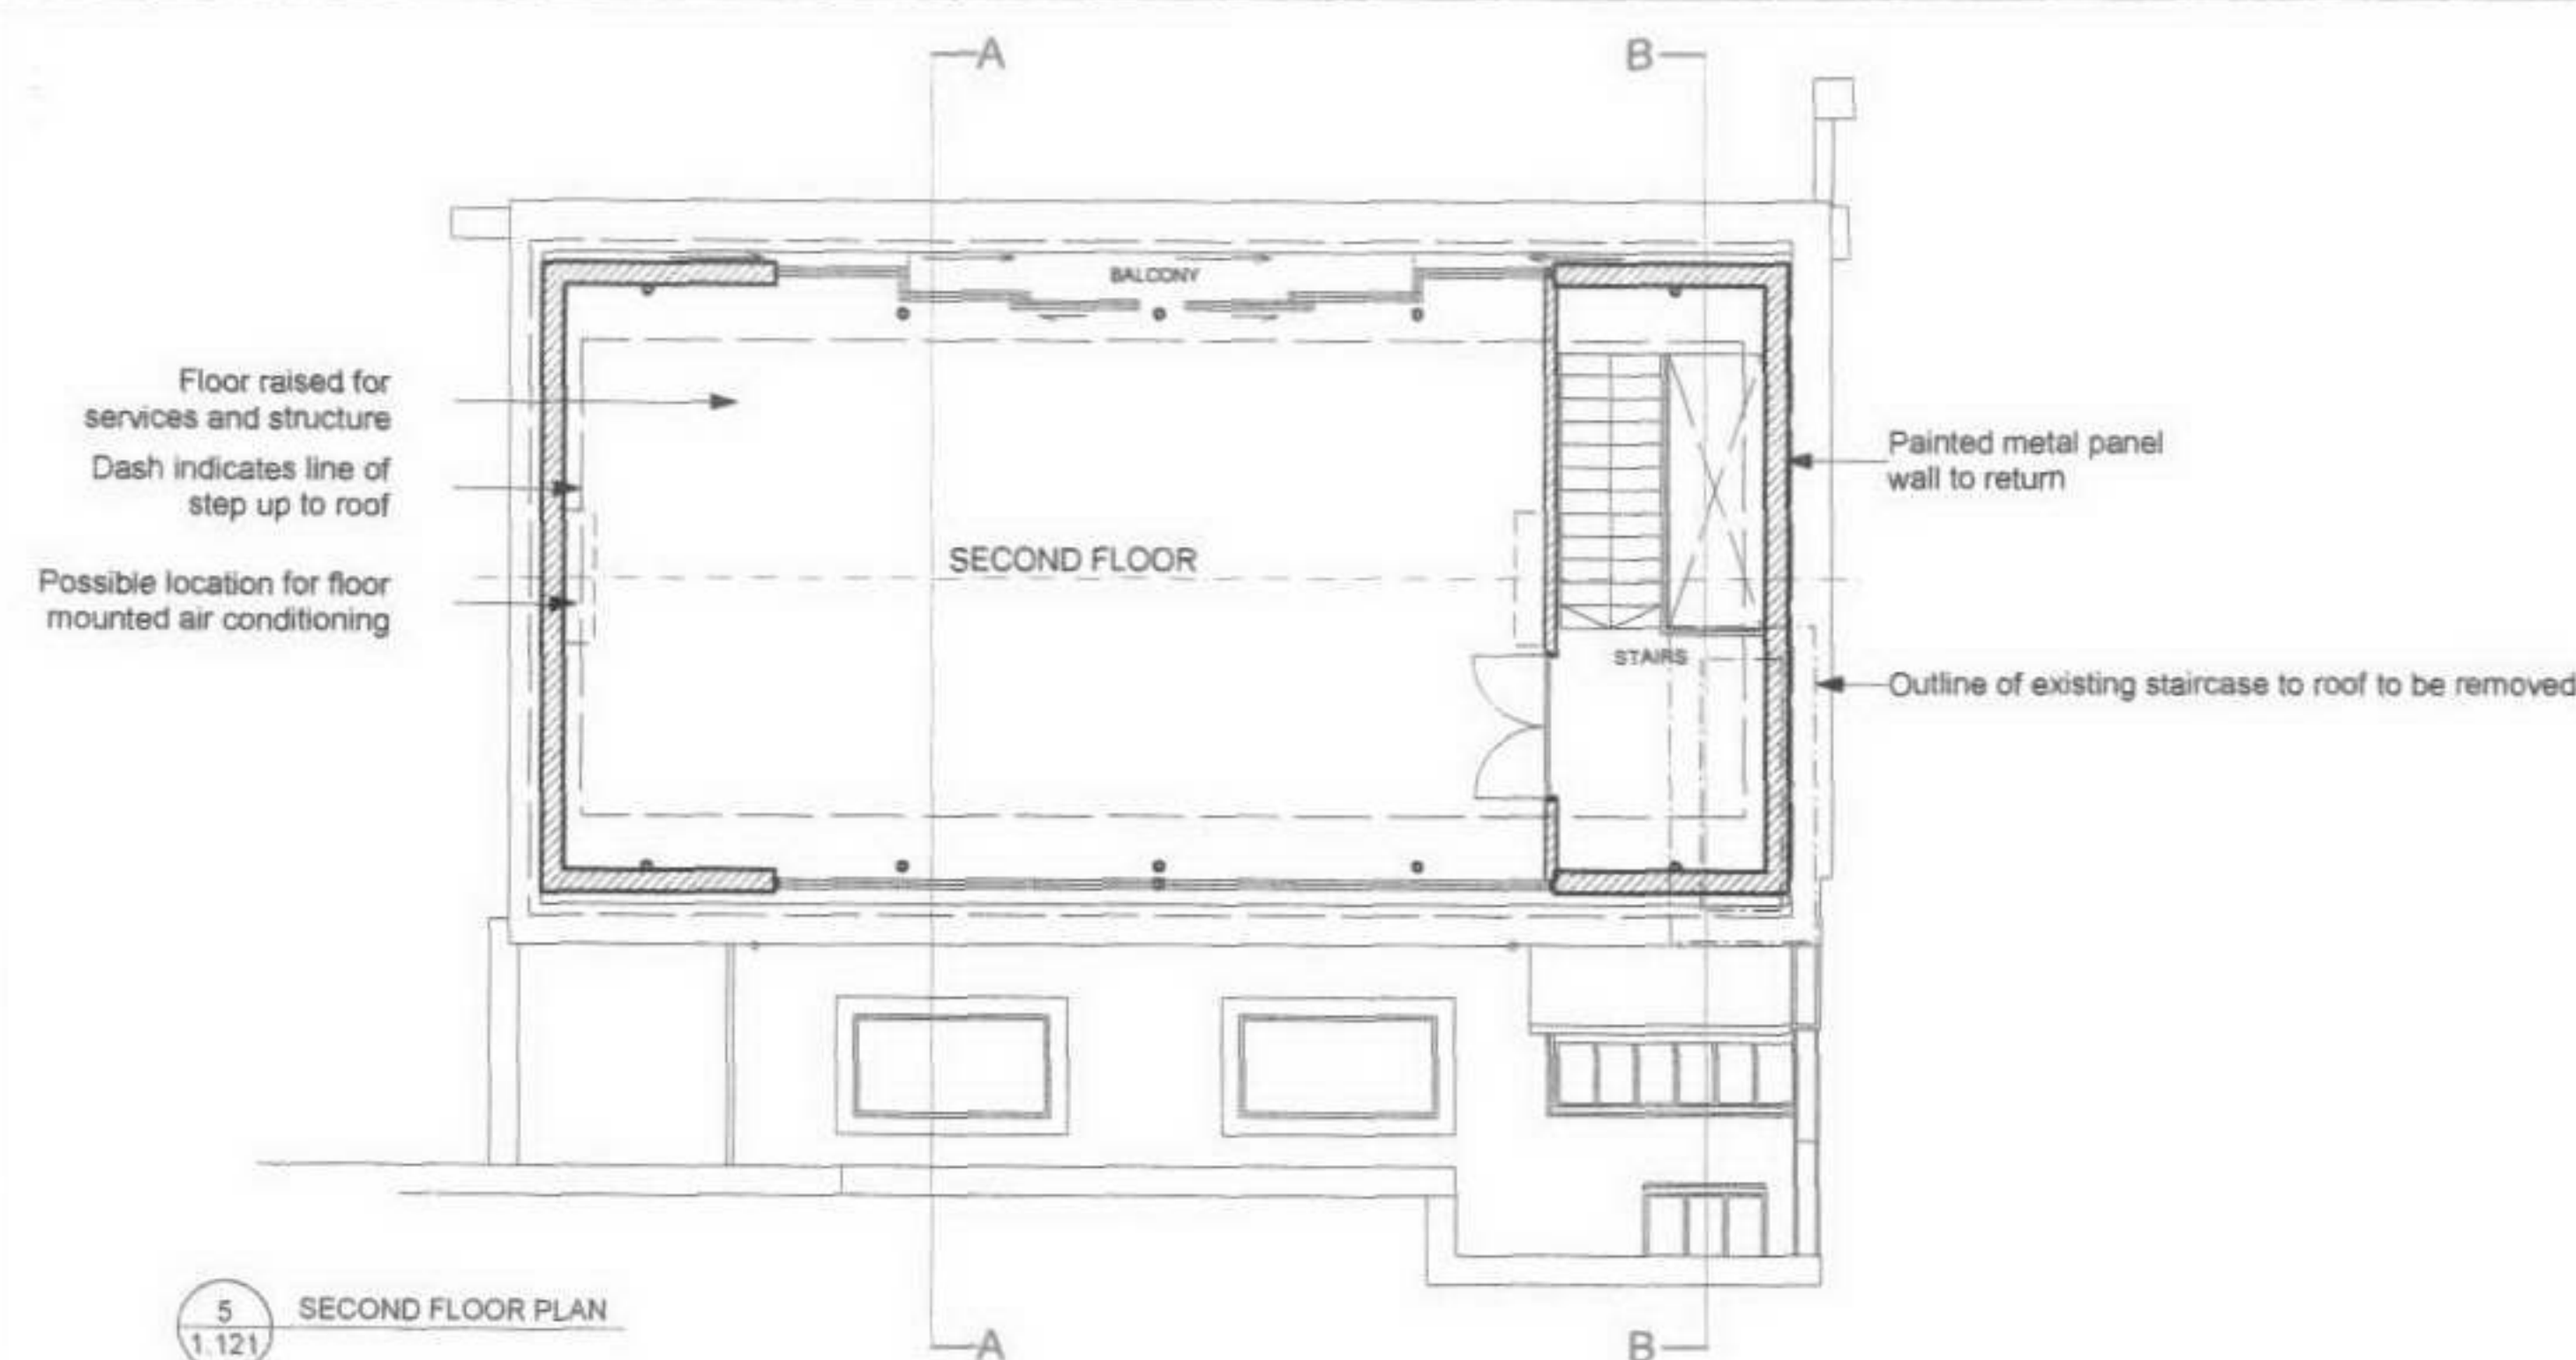 A
B
BALCONY
Floor raised for
services and structure
Dash indicates line of
step up to roof
Painted metal panel
wall to return
SECOND FLOOR
Possible location for floor
mounted air conditioning
STAIRS
Outline of existing staircase to roof to be removed
5
SECOND FLOOR PLAN
1.121
A
B